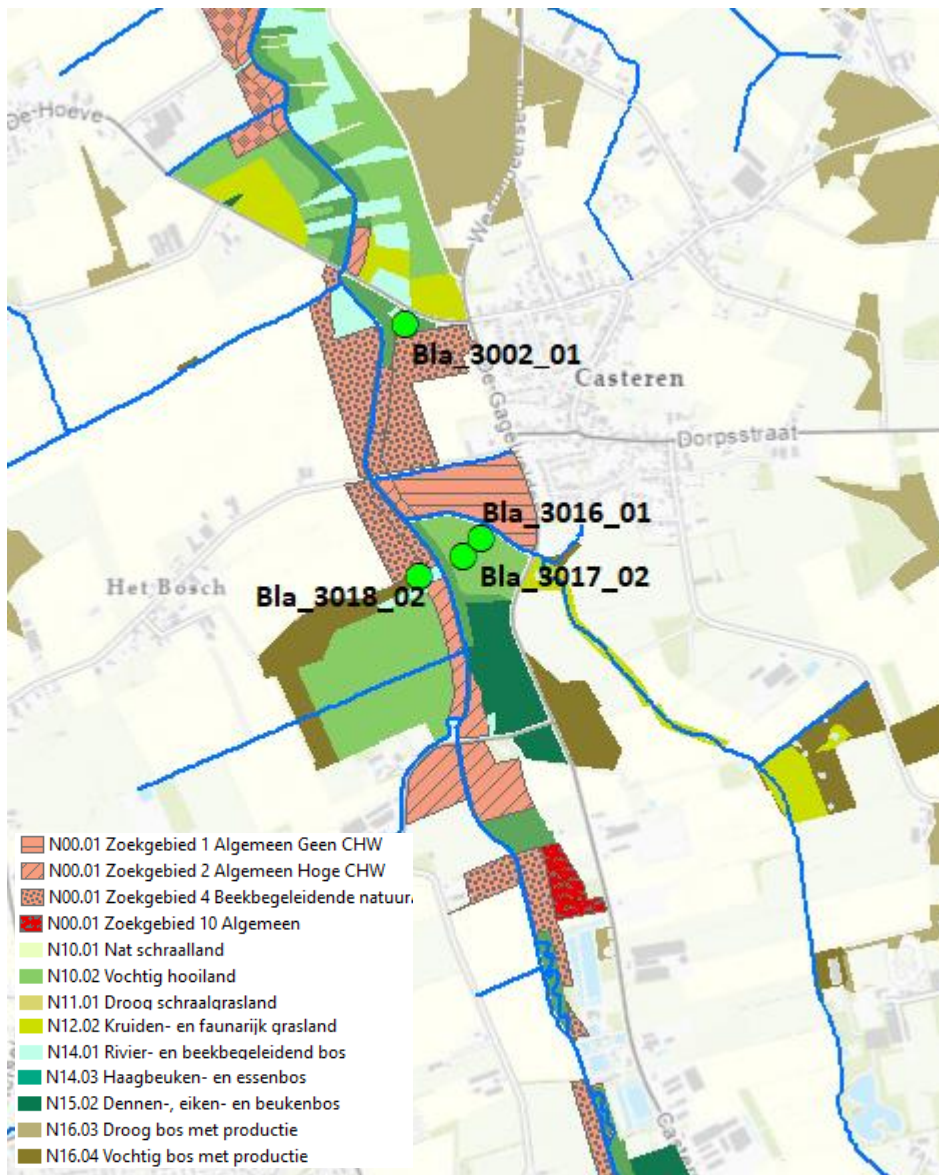 De-Hoeve
Bla_3002_01
Casteren
Dorpsstraat
Bla_3016_01
Bla_3017_02
Het Bosch
Bla_3018_02
N00.01 Zoekgebied 1 Algemeen Geen CHW
N00.01 Zoekgebied 2 Algemeen Hoge CHW
N00.01 Zoekgebied 4 Beekbegeleidende natuur
N00.01 Zoekgebied 10 Algemeen
N10.01 Nat schraalland
N10.02 Vochtig hooiland
N11.01 Droog schraalgrasland
N12.02 Kruiden- en faunarijk grasland
N14.01 Rivier- en beekbegeleidend bos
N14.03 Haagbeuken- en essenbos
N15.02 Dennen-, eiken- en beukenbos
N16.03 Droog bos met productie
N16.04 Vochtig bos met productie